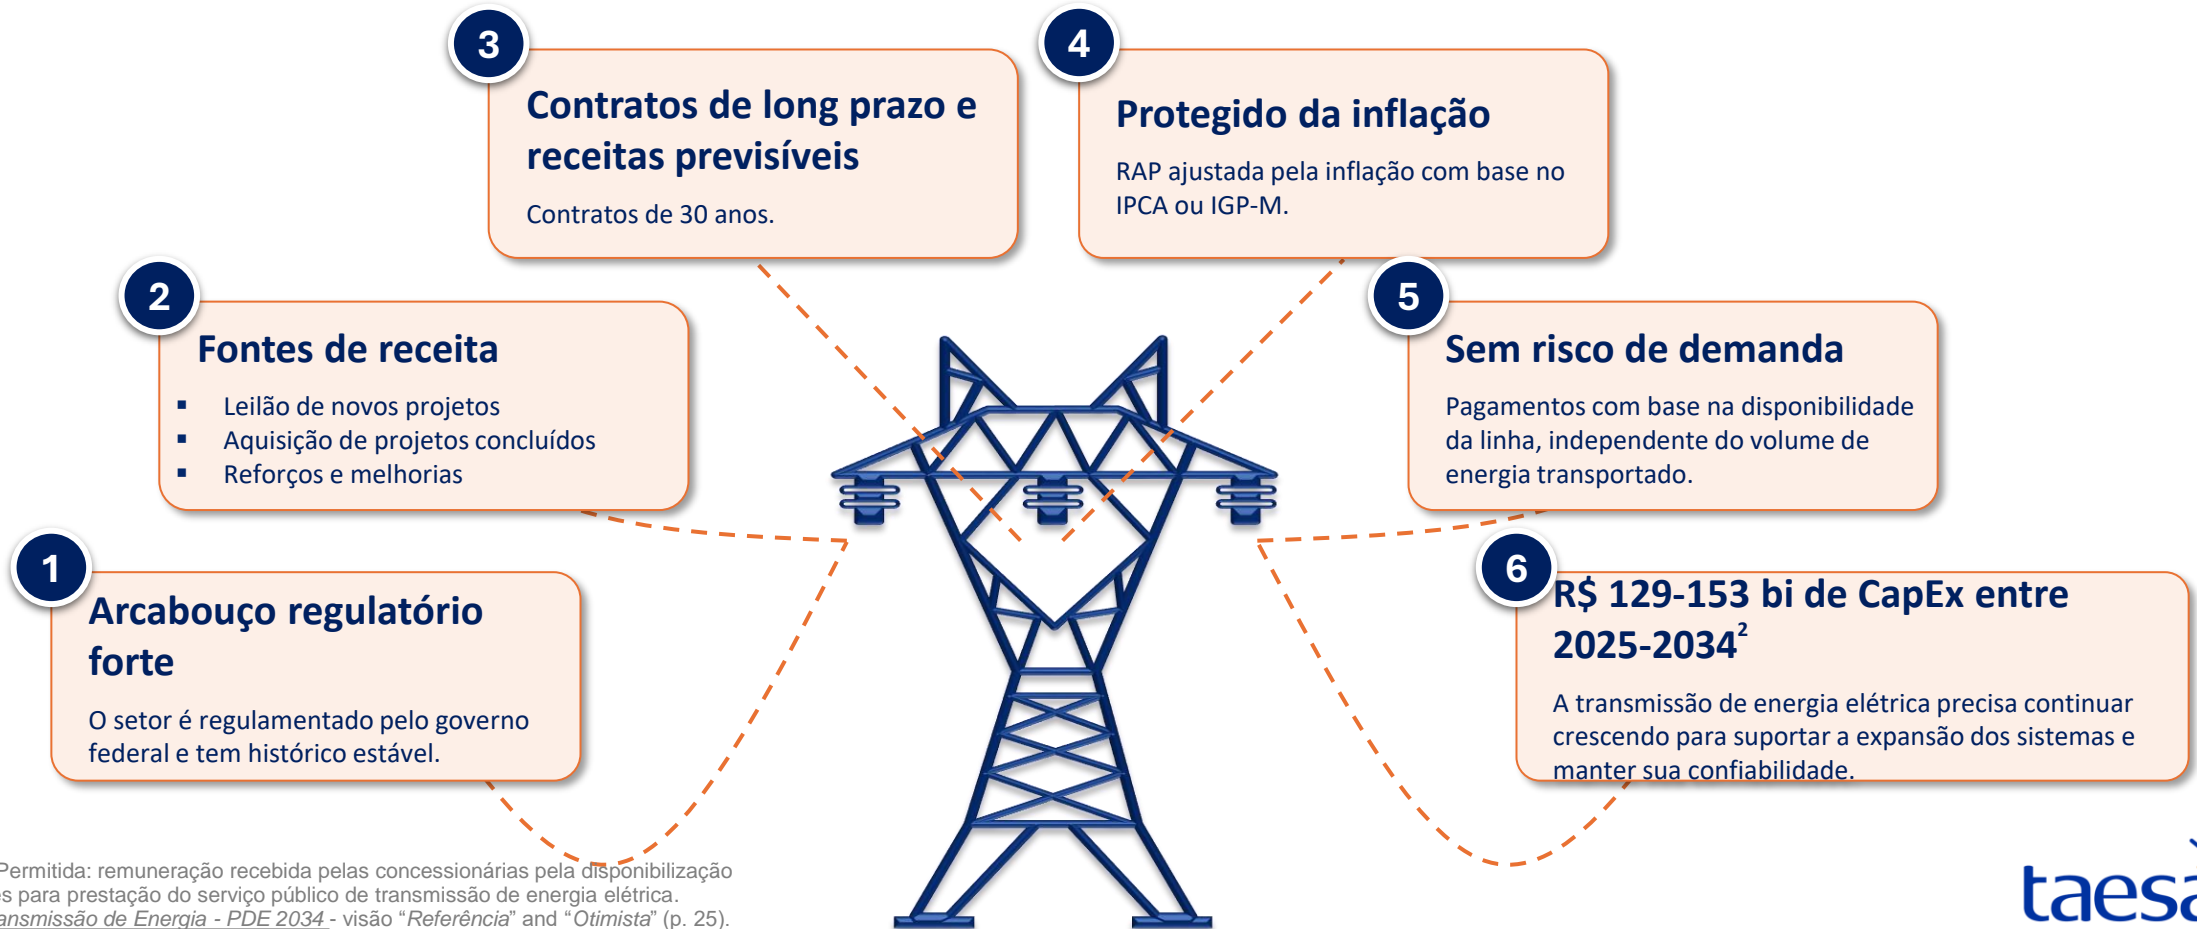 1
Arcabouço regulatório
forte
O setor é regulamentado pelo governo
federal e tem histórico estável.
2
Fontes de receita
▪ Leilão de novos projetos
▪ Aquisição de projetos concluídos
▪ Reforços e melhorias
3
Contratos de long prazo e
receitas previsíveis
Contratos de 30 anos.
4
Protegido da inflação
RAP ajustada pela inflação com base no
IPCA ou IGP-M.
5
Sem risco de demanda
Pagamentos com base na disponibilidade
da linha, independente do volume de
energia transportado.
6
R$ 129-153 bi de CapEx entre
2025-2034²
A transmissão de energia elétrica precisa continuar
crescendo para suportar a expansão dos sistemas e
manter sua confiabilidade.
Permitida: remuneração recebida pelas concessionárias pela disponibilização
para prestação do serviço público de transmissão de energia elétrica.
de Energia - PDE 2034 - visão “Referência” and “Otimista” (p. 25).
taesa